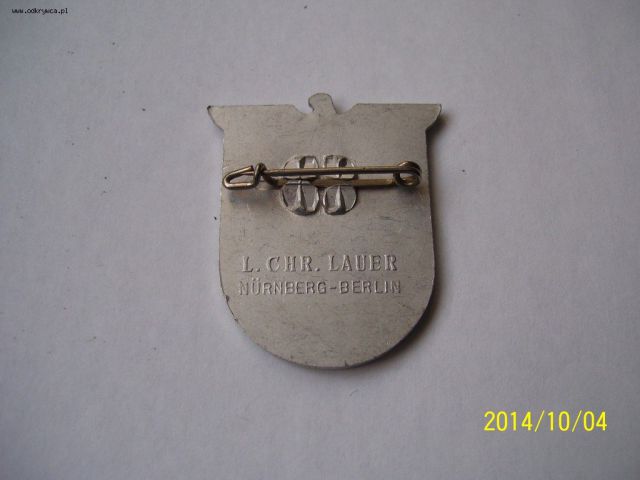 www.odkrywca.pl
L. CHR. LAUER
NÜRNBERG-BERLIN
2014/10/04